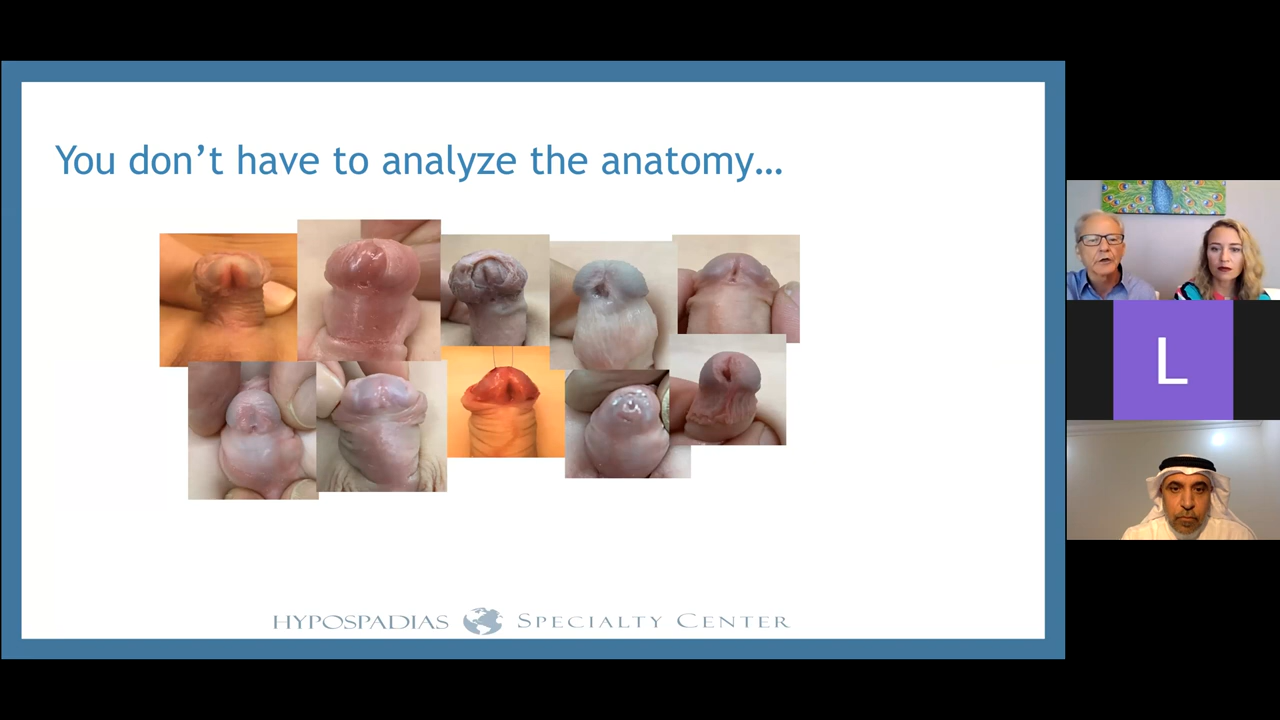 You don't have to analyze the anatomy...
HYPOSPADIAS SPECIALTY CENTER
L